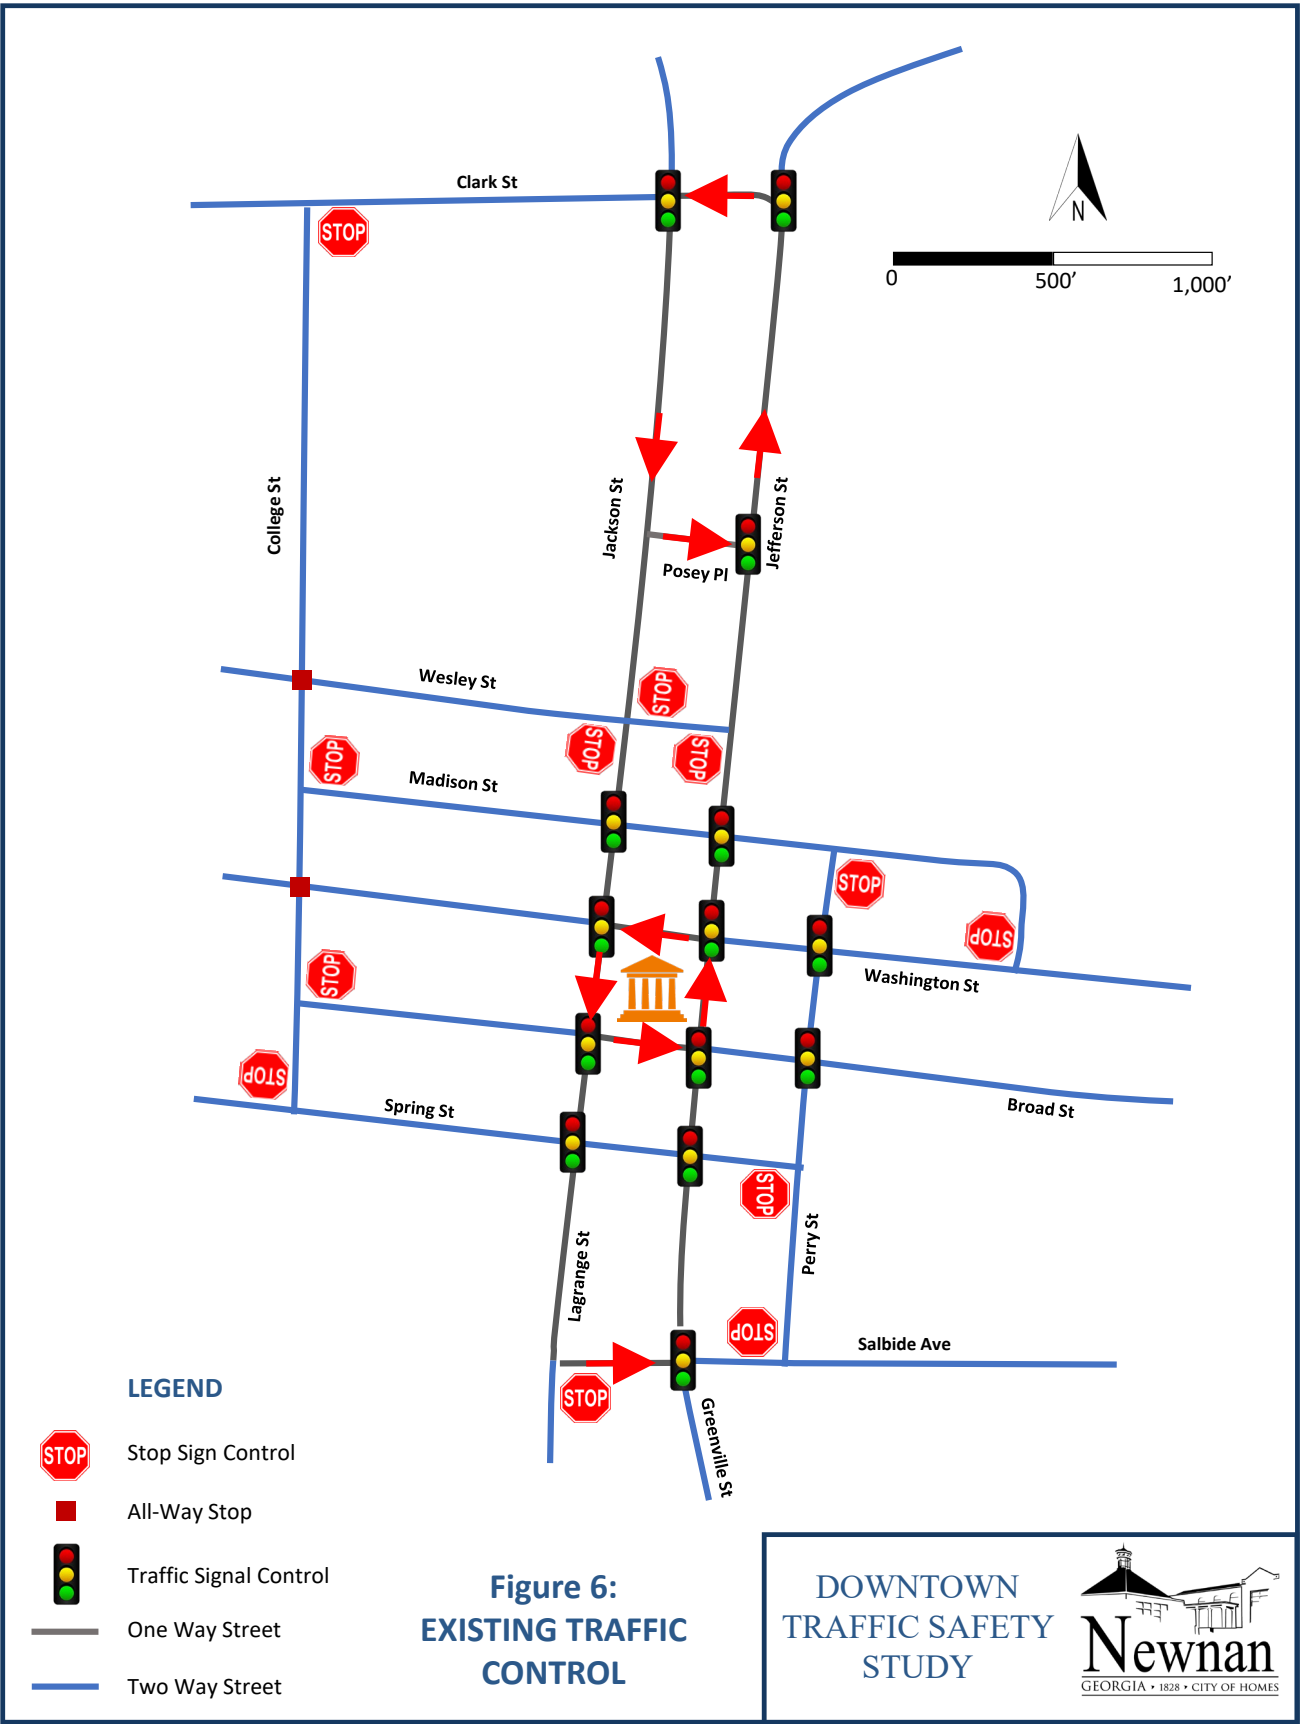 Clark St
STOP
N
0
500’
1,000’
College St
Jackson St
Jefferson St
Posey Pl
Wesley St
STOP
STOP
STOP
STOP
Madison St
STOP
STOP
STOP
Washington St
STOP
Spring St
Broad St
STOP
Perry St
Lagrange St
STOP
Salbide Ave
STOP
Greenville St
LEGEND
STOP
Stop Sign Control
All-Way Stop
Traffic Signal Control
One Way Street
Two Way Street
Figure 6:
EXISTING TRAFFIC
CONTROL
DOWNTOWN
TRAFFIC SAFETY
STUDY
Newnan
GEORGIA • 1828 • CITY OF HOMES